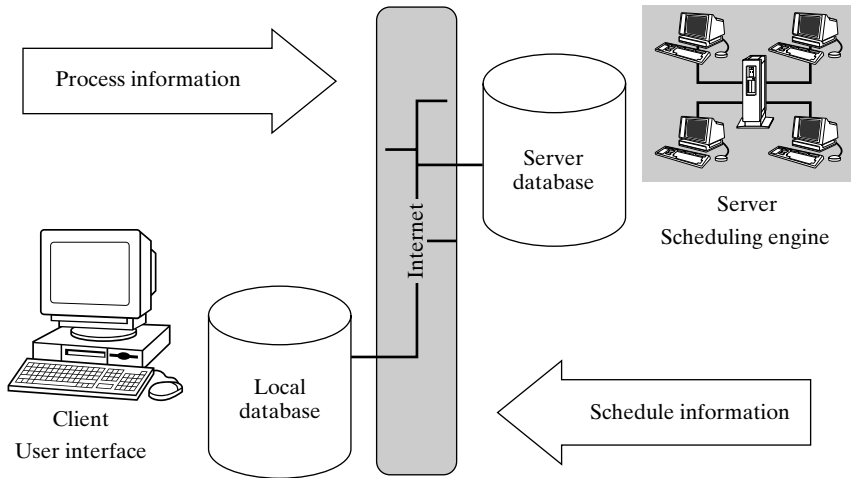 Process information
Server
database
Server
Scheduling engine
Internet
Local
database
Client
User interface
Schedule information